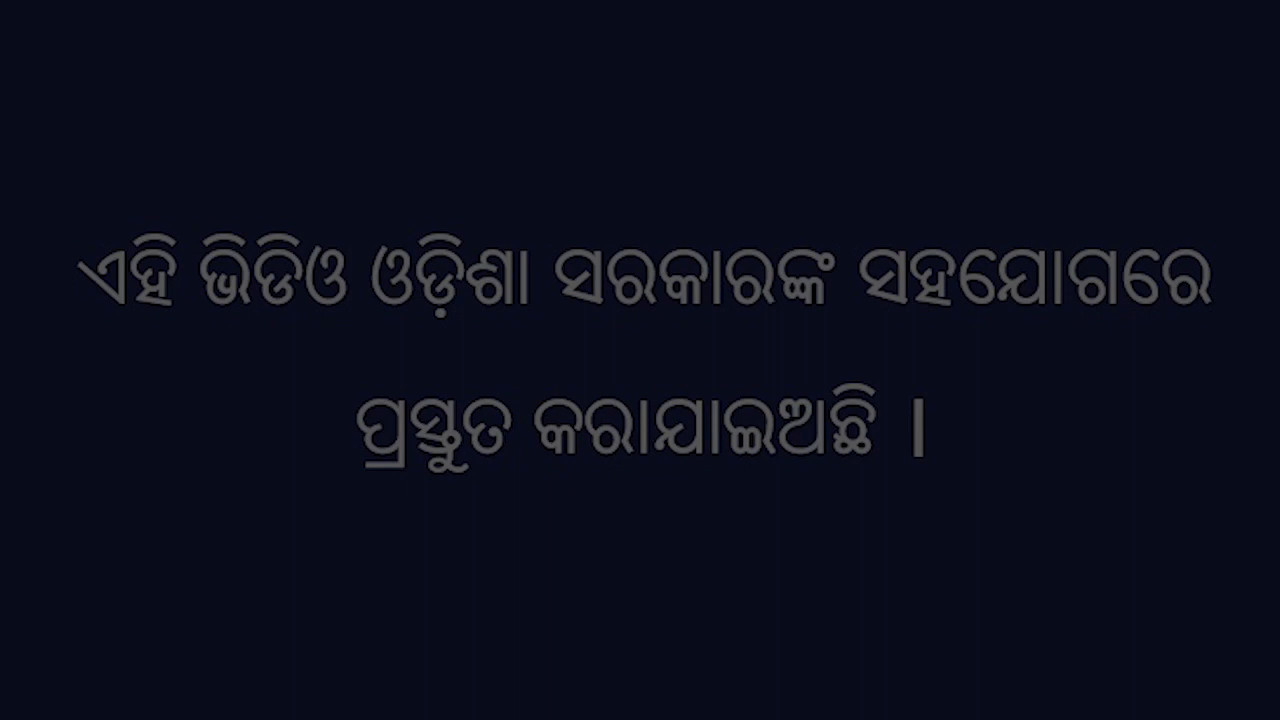 ଏହି ଭିଡିଓ ଓଡ଼ିଶା ସରକାରଙ୍କ ସହଯୋଗରେ
ପ୍ରସ୍ତୁତ କରାଯାଇଅଛି ।